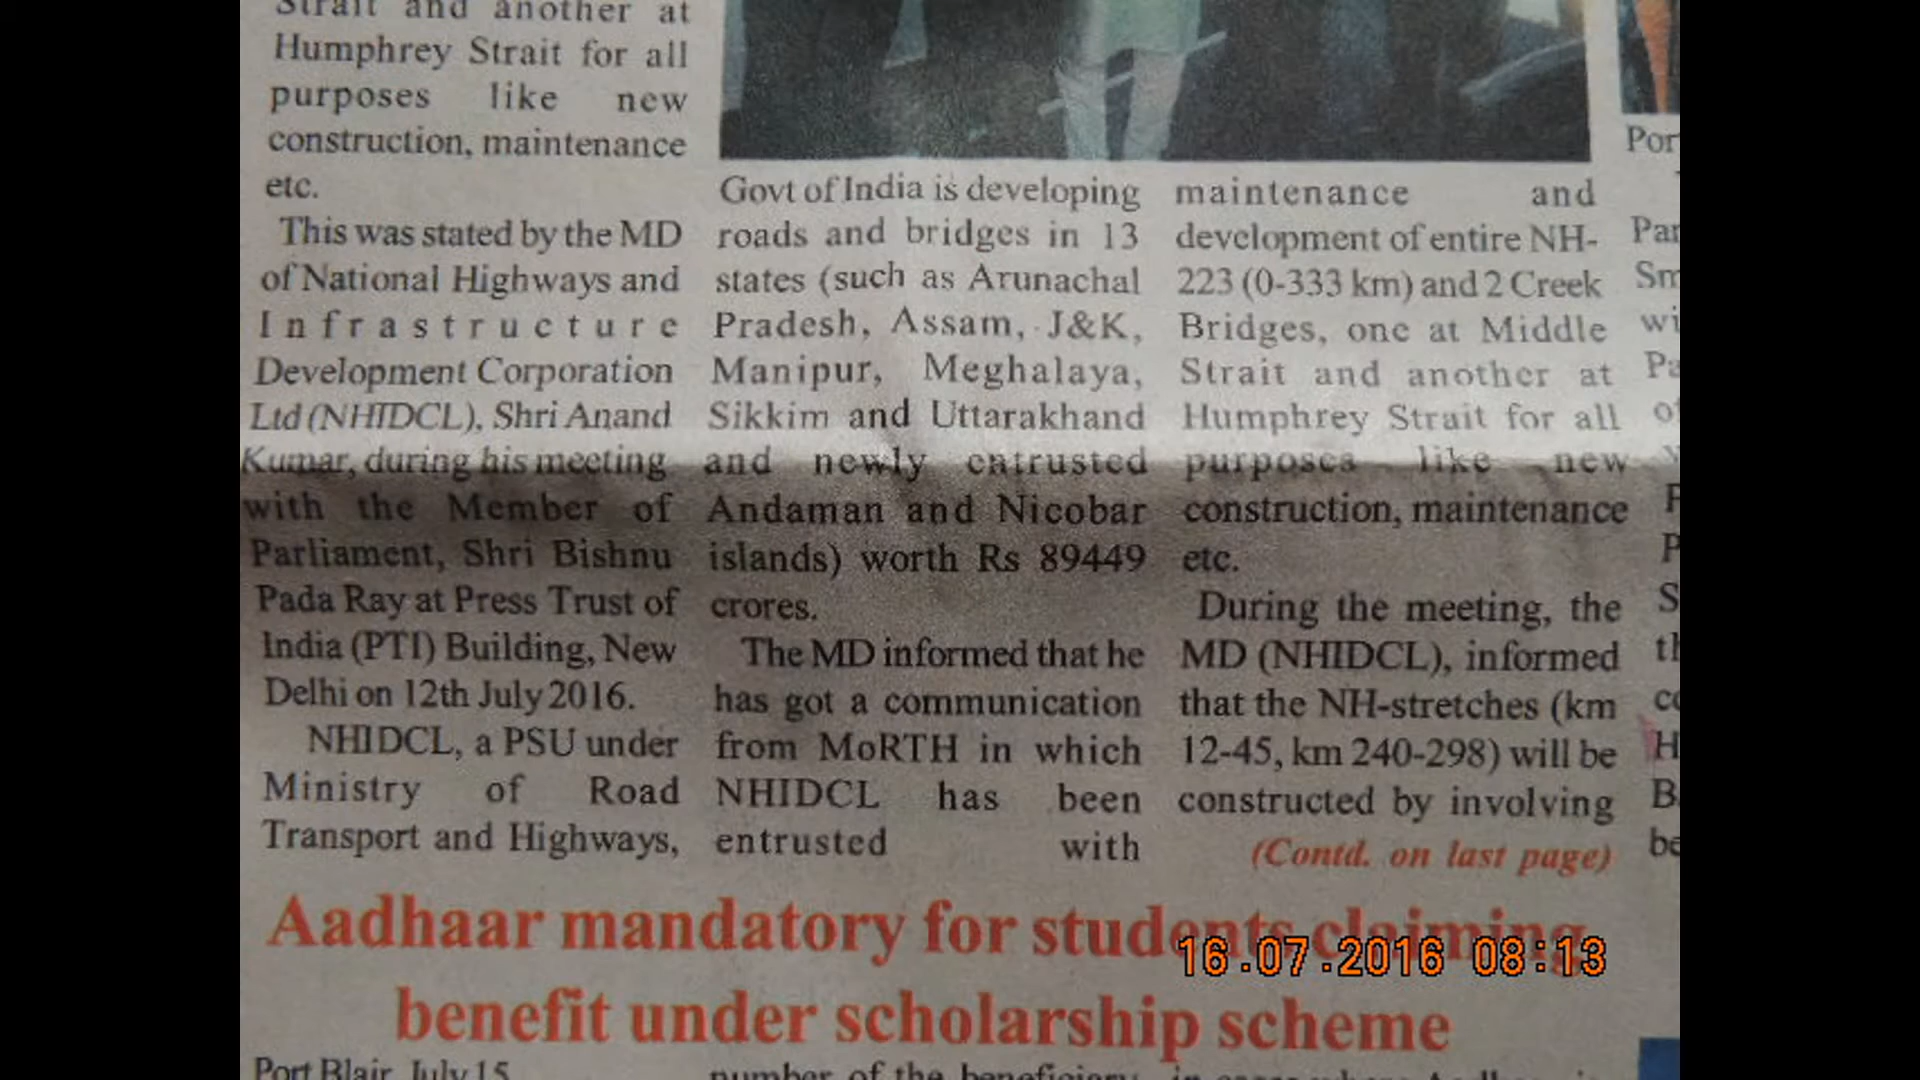 Strait and another at
Humphrey Strait for all
purposes like new
construction, maintenance
etc.
This was stated by the MD
of National Highways and
Infrastructure
Development Corporation
Ltd (NHIDCL), Shri Anand
Kumar, during his meeting
with the Member of
Parliament, Shri Bishnu
Pada Ray at Press Trust of
India (PTI) Building, New
Delhi on 12th July 2016.
NHIDCL, a PSU under
Ministry of Road
Transport and Highways,
Govt of India is developing
roads and bridges in 13
states (such as Arunachal
Pradesh, Assam, J&K,
Manipur, Meghalaya,
Sikkim and Uttarakhand
and newly entrusted
Andaman and Nicobar
islands) worth Rs 89449
crores.
The MD informed that he
has got a communication
from MoRTH in which
NHIDCL has been
entrusted with
maintenance and
development of entire NH-
223 (0-333 km) and 2 Creek
Bridges, one at Middle
Strait and another at
Humphrey Strait for all
purposes like new
construction, maintenance
etc.
During the meeting, the
MD (NHIDCL), informed
that the NH-stretches (km
12-45, km 240-298) will be
constructed by involving
(Contd. on last page)
Aadhaar mandatory for students claiming
benefit under scholarship scheme
16.07.2016 08:13
Port Blair, July 15
number of the beneficiary